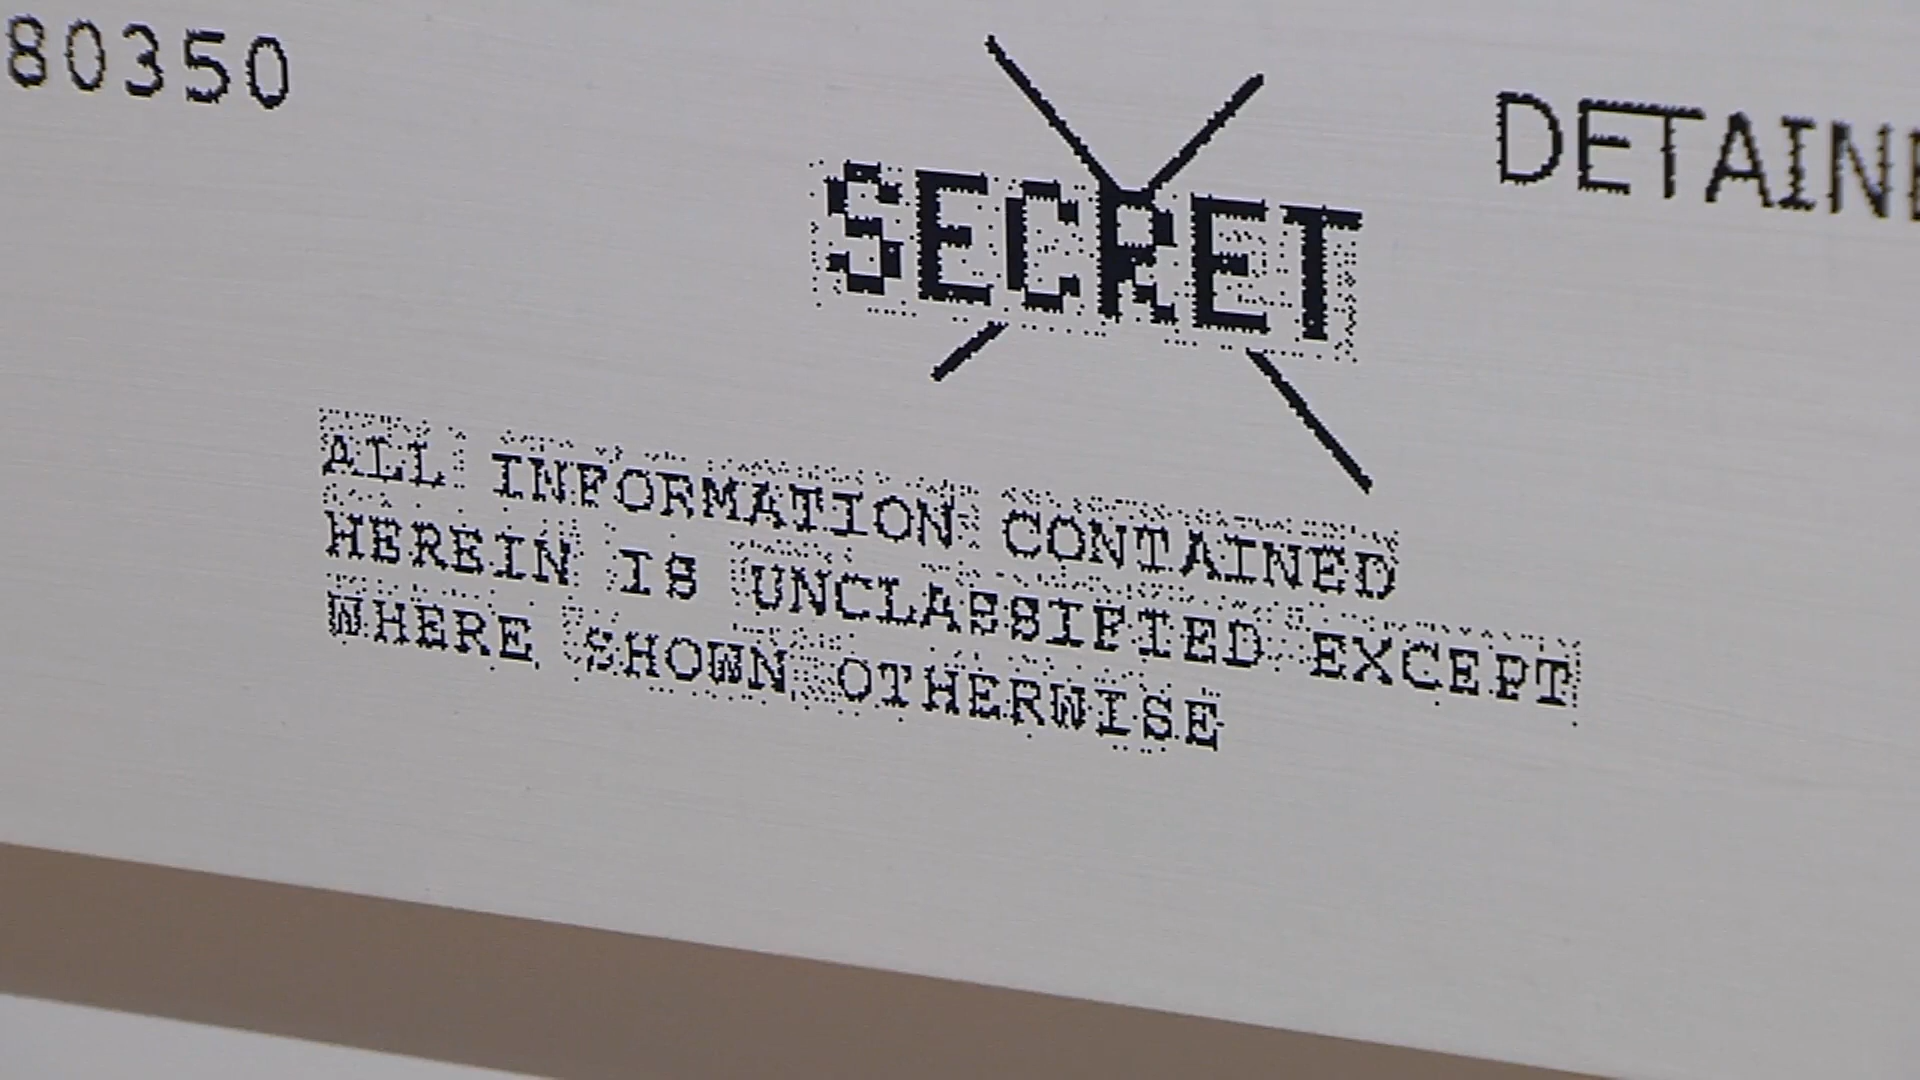 80350
SECRET
DETAINE
ALL INFORMATION CONTAINED
HEREIN IS UNCLASSIFIED EXCEPT
WHERE SHOWN OTHERWISE